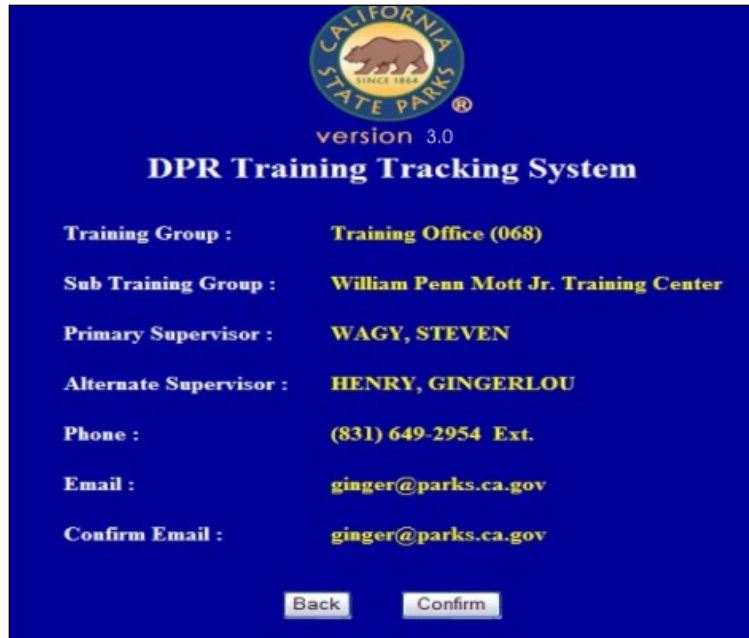 CALIFORNIA
SINCE 1864
STATE PARKS
®
version 3.0
DPR Training Tracking System
Training Group : Training Office (068)
Sub Training Group : William Penn Mott Jr. Training Center
Primary Supervisor : WAGY, STEVEN
Alternate Supervisor : HENRY, GINGERLOU
Phone : (831) 649-2954 Ext.
Email : ginger@parks.ca.gov
Confirm Email : ginger@parks.ca.gov
Back Confirm